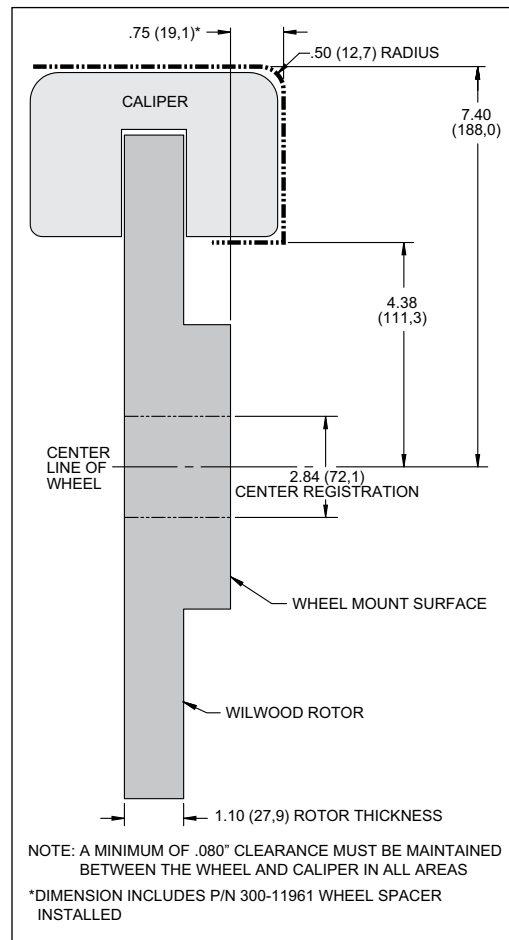 .75 (19,1)*
.50 (12,7) RADIUS
CALIPER
7.40
(188,0)
4.38
(111,3)
CENTER
LINE OF
WHEEL
2.84 (72,1)
CENTER REGISTRATION
WHEEL MOUNT SURFACE
WILWOOD ROTOR
1.10 (27,9) ROTOR THICKNESS
NOTE: A MINIMUM OF .080" CLEARANCE MUST BE MAINTAINED
BETWEEN THE WHEEL AND CALIPER IN ALL AREAS
*DIMENSION INCLUDES P/N 300-11961 WHEEL SPACER
INSTALLED